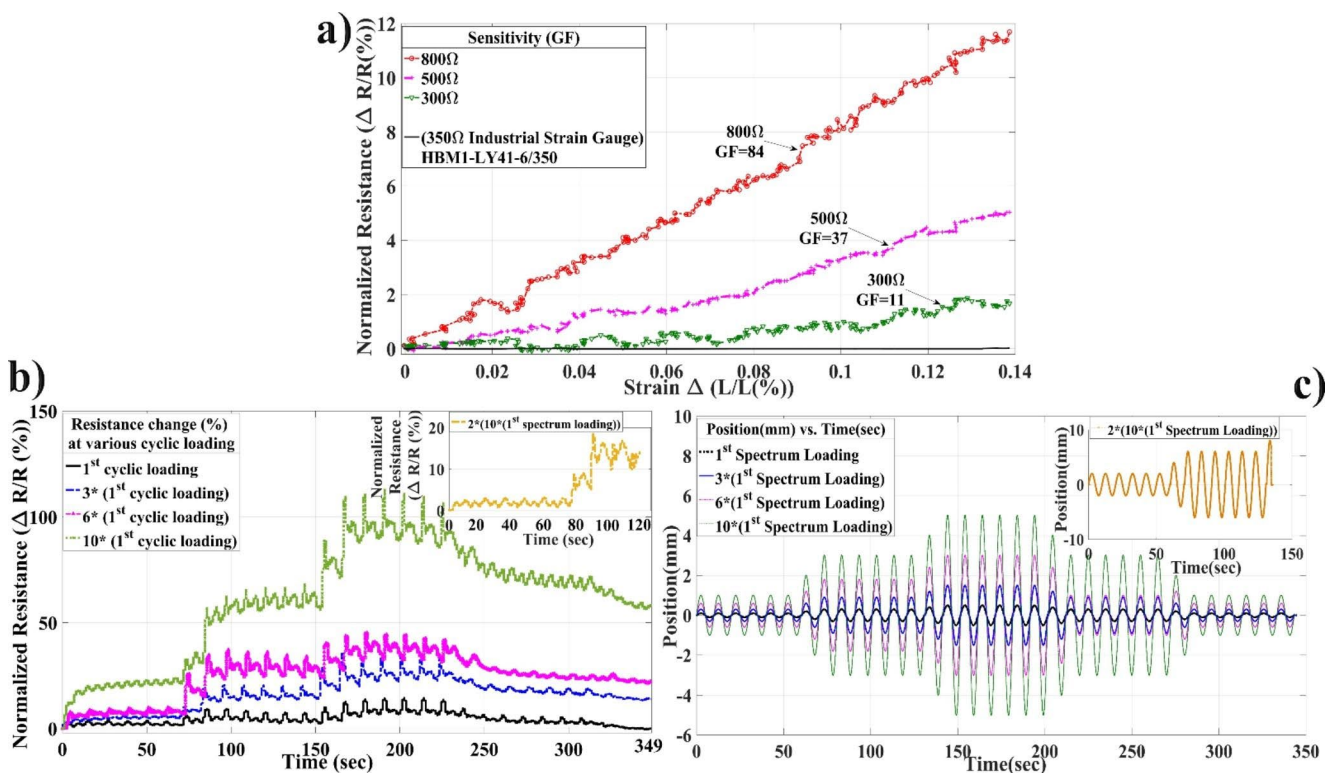 a)
Normalized Resistance (Δ R/R(%))
12
10
8
6
4
2
0
Sensitivity (GF)
800Ω
500Ω
300Ω
(350Ω Industrial Strain Gauge)
HBM1-LY41-6/350
800Ω
GF=84
500Ω
GF=37
300Ω
GF=11
0 0.02 0.04 0.06 0.08 0.1 0.12 0.14
Strain Δ (L/L(%))
b)
Normalized Resistance (Δ R/R (%))
150
100
50
0
Resistance change (%)
at various cyclic loading
1st cyclic loading
3* (1st cyclic loading)
6* (1st cyclic loading)
10* (1st cyclic loading)
Normalized
Resistance
(Δ R/R (%))
20
10
0
2*(10*(1st spectrum loading))
5 20 40 60 80 100 120
Time (sec)
0 50 100 150 200 250 300 349
Time (sec)
c)
Position(mm)
10
8
6
4
2
0
-2
-4
-6
Position(mm) vs. Time(sec)
1st Spectrum Loading
3*(1st Spectrum Loading)
6*(1st Spectrum Loading)
10*(1st Spectrum Loading)
Position(mm)
10
0
-10
2*(10*(1st Spectrum Loading))
0 50 100 150
Time(sec)
0 50 100 150 200 250 300 350
Time(sec)